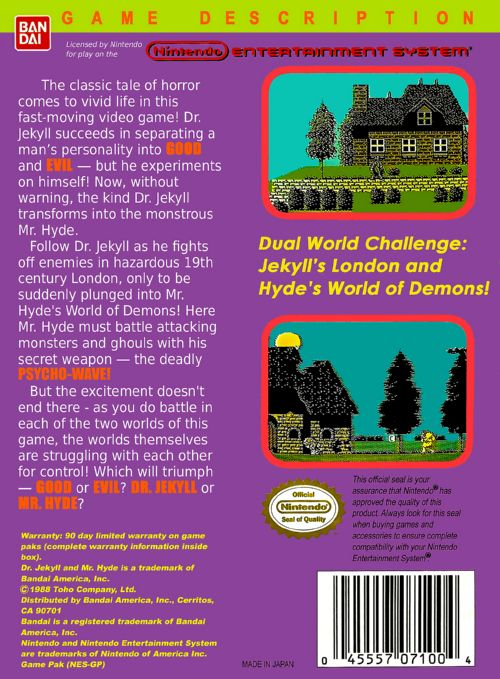 GAME DESCRIPTION
BAN
DAI
Licensed by Nintendo
for play on the
Nintendo ENTERTAINMENT SYSTEM
The classic tale of horror
comes to vivid life in this
fast-moving video game! Dr.
Jekyll succeeds in separating a
man's personality into GOOD
and EVIL — but he experiments
on himself! Now, without
warning, the kind Dr. Jekyll
transforms into the monstrous
Mr. Hyde.
Follow Dr. Jekyll as he fights
off enemies in hazardous 19th
century London, only to be
suddenly plunged into Mr.
Hyde's World of Demons! Here
Mr. Hyde must battle attacking
monsters and ghouls with his
secret weapon — the deadly
PSYCHO-WAVE!
But the excitement doesn't
end there - as you do battle in
each of the two worlds of this
game, the worlds themselves
are struggling with each other
for control! Which will triumph
— GOOD or EVIL? DR. JEKYLL or
MR. HYDE?
Dual World Challenge:
Jekyll's London and
Hyde's World of Demons!
Warranty: 90 day limited warranty on game
paks (complete warranty information inside
box).
Dr. Jekyll and Mr. Hyde is a trademark of
Bandai America, Inc.
© 1988 Toho Company, Ltd.
Distributed by Bandai America, Inc., Cerritos,
CA 90701
Bandai is a registered trademark of Bandai
America, Inc.
Nintendo and Nintendo Entertainment System
are trademarks of Nintendo of America Inc.
Game Pak (NES-GP)
Official
Nintendo
Seal of Quality
This official seal is your
assurance that Nintendo® has
approved the quality of this
product. Always look for this seal
when buying games and
accessories to ensure complete
compatibility with your Nintendo
Entertainment System®.
MADE IN JAPAN
0 45557 07100 4